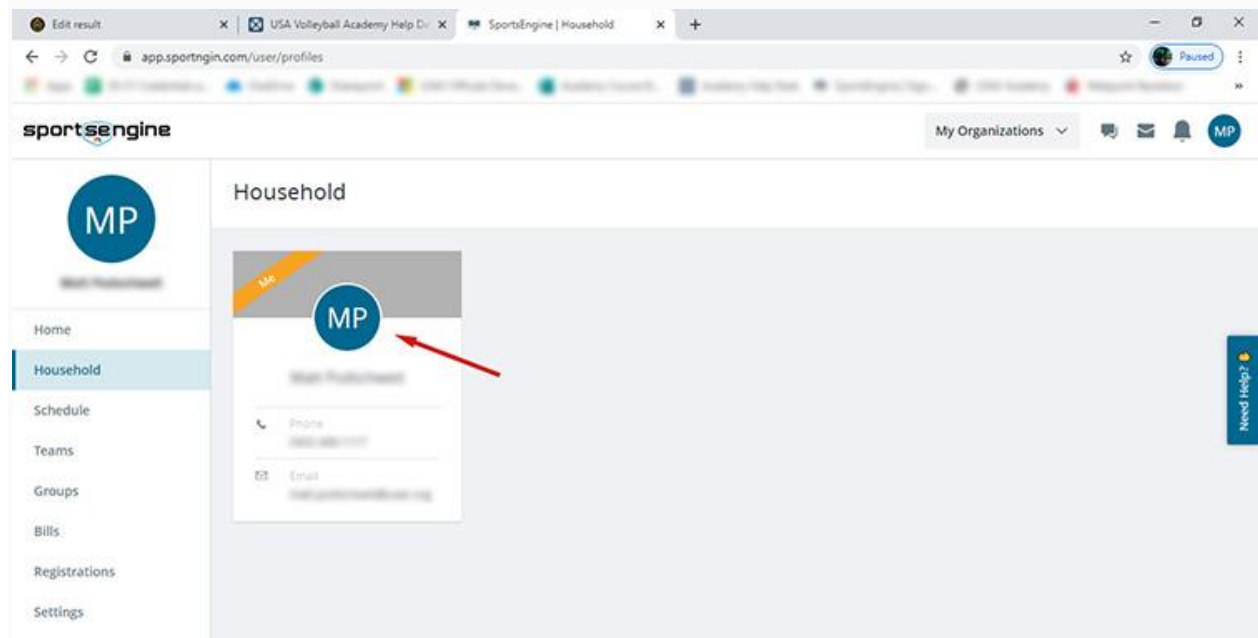 Edit result
USA Volleyball Academy Help D
SportsEngine | Household
app.sportngin.com/user/profiles
Paused
sportsengine
My Organizations
MP
MP
Household
Me
MP
Home
Household
Schedule
Teams
Groups
Bills
Registrations
Settings
Phone
Email
Need Help?